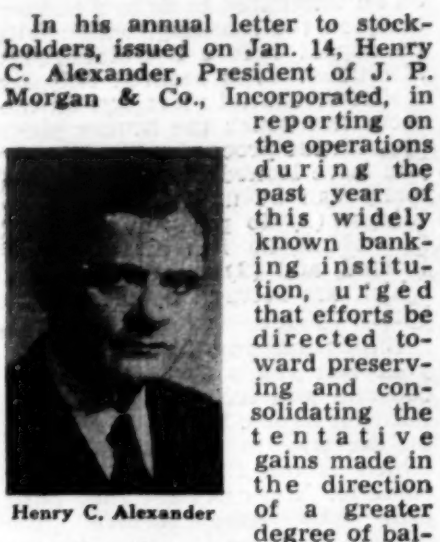 In his annual letter to stock-
holders, issued on Jan. 14, Henry
C. Alexander, President of J. P.
Morgan & Co., Incorporated, in
reporting on
the operations
during the
past year of
this widely
known bank-
ing institu-
tion, urged
that efforts be
directed to-
ward preserv-
ing and con-
solidating the
tentative
gains made in
the direction
of a greater
degree of bal-
Henry C. Alexander